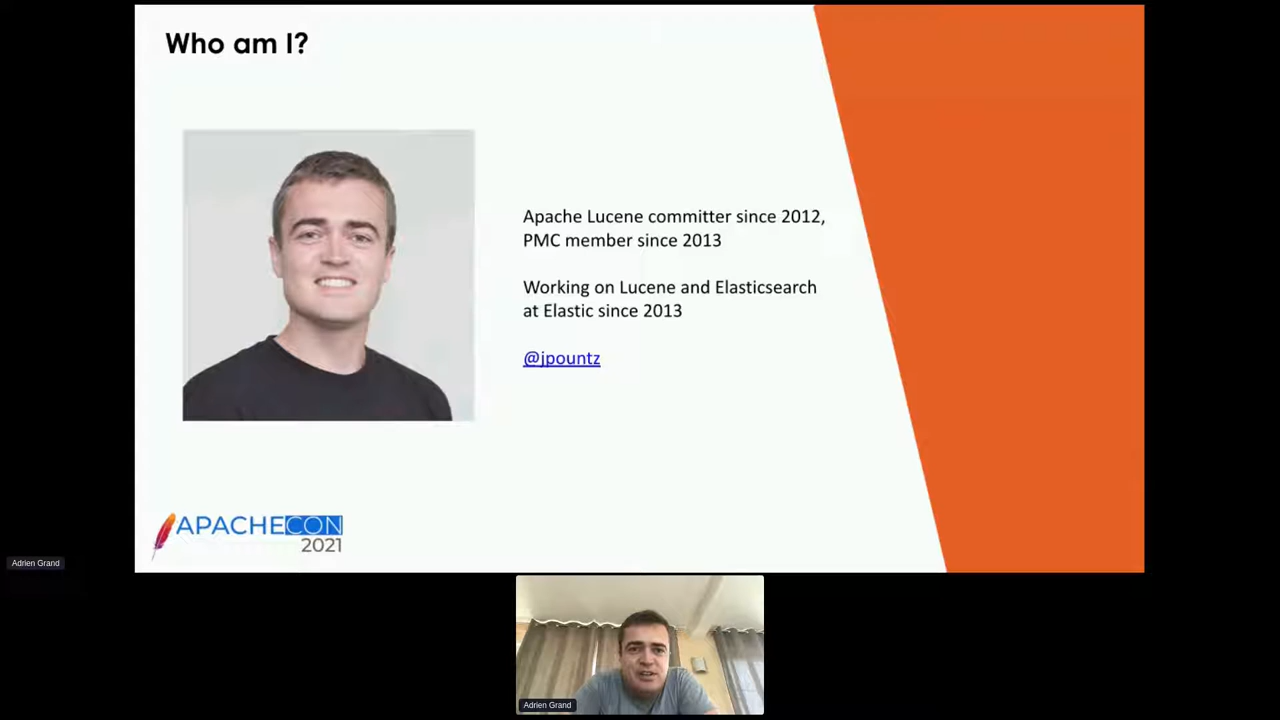 Who am I?
Apache Lucene committer since 2012,
PMC member since 2013
Working on Lucene and Elasticsearch
at Elastic since 2013
@jpountz
APACHECON
2021
Adrien Grand
Adrien Grand